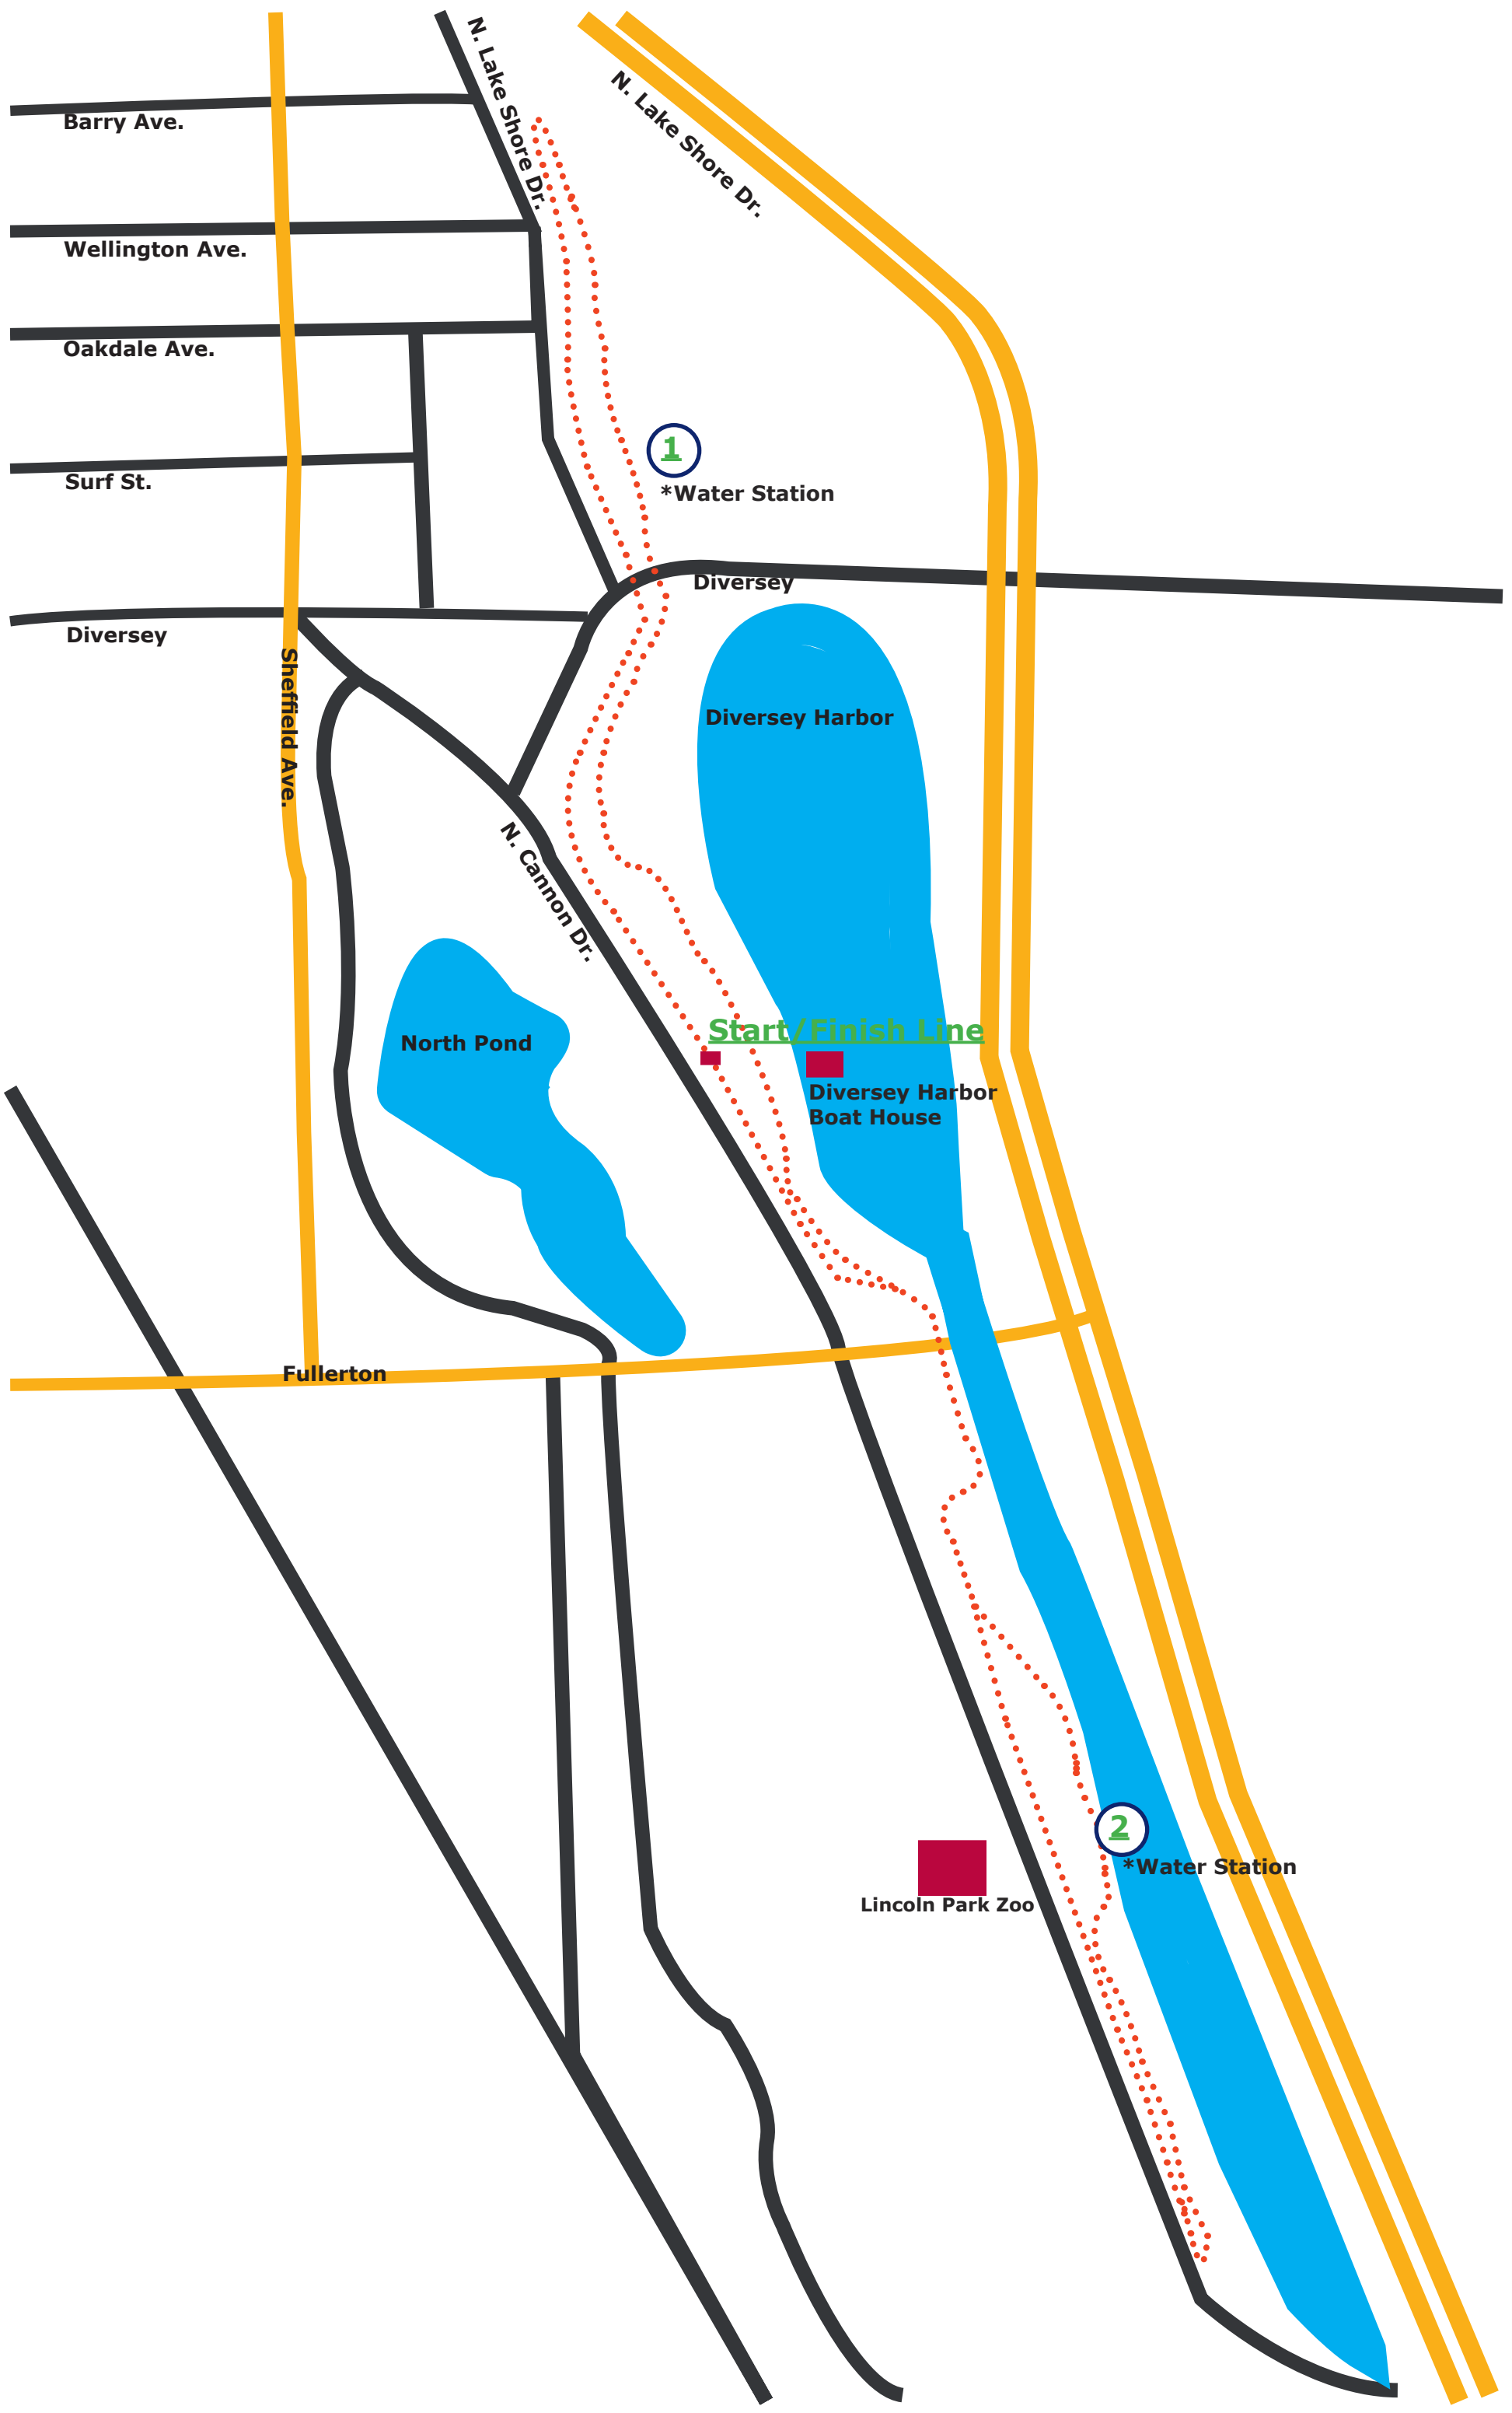 N. Lake Shore Dr.
N. Lake Shore Dr.
Barry Ave.
Wellington Ave.
Oakdale Ave.
1
Surf St.
*Water Station
Diversey
Diversey
Sheffield Ave.
Diversey Harbor
N. Cannon Dr.
Start/Finish Line
North Pond
Diversey Harbor
Boat House
Fullerton
2
*Water Station
Lincoln Park Zoo